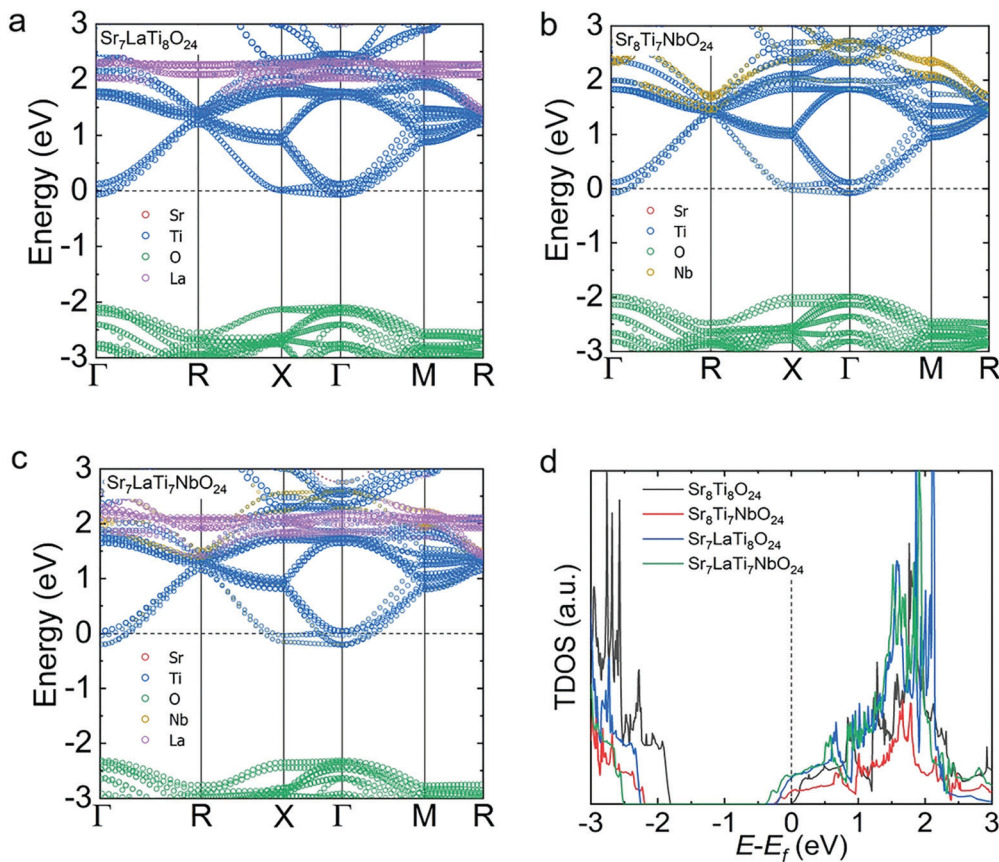 a
Sr7LaTi8O24
3
2
1
0
-1
-2
-3
Energy (eV)
Sr
Ti
O
La
Γ R X Γ M R
b
Sr8Ti7NbO24
3
2
1
0
-1
-2
-3
Energy (eV)
Sr
Ti
O
Nb
Γ R X Γ M R
c
Sr7LaTi7NbO24
3
2
1
0
-1
-2
-3
Energy (eV)
Sr
Ti
O
Nb
La
Γ R X Γ M R
d
Sr8Ti8O24
Sr8Ti7NbO24
Sr7LaTi8O24
Sr7LaTi7NbO24
TDOS (a.u.)
-3 -2 -1 0 1 2 3
E-Ef (eV)